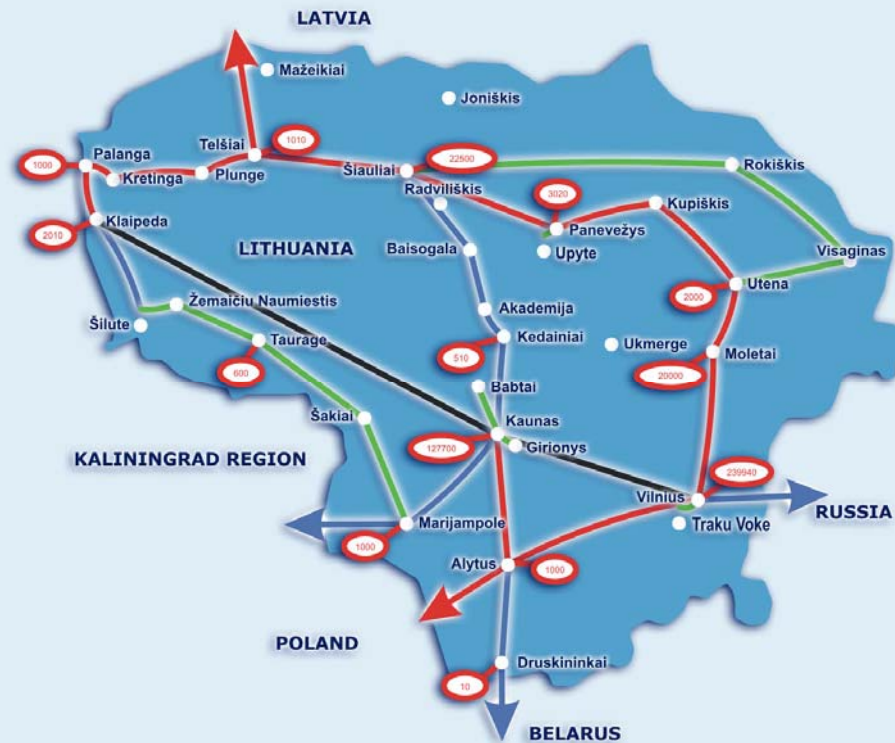 LATVIA
Mažeikiai
Joniškis
Telšiai
1010
1000
Palanga
Kretinga
Plunge
Šiauliai
22500
Rokiškis
Radviliškis
3020
Kupiškis
Panevežys
Klaipeda
2010
LITHUANIA
Baisogala
Upyte
Visaginas
Utena
2000
Žemaičiu Naumiestis
Šilute
Akademija
Taurage
Kedainiai
510
Ukmerge
Moletai
600
20000
Babtai
Šakiai
Kaunas
127700
Girionys
KALININGRAD REGION
239940
Vilnius
RUSSIA
Marijampole
Traku Voke
1000
Alytus
1000
POLAND
Druskininkai
10
BELARUS